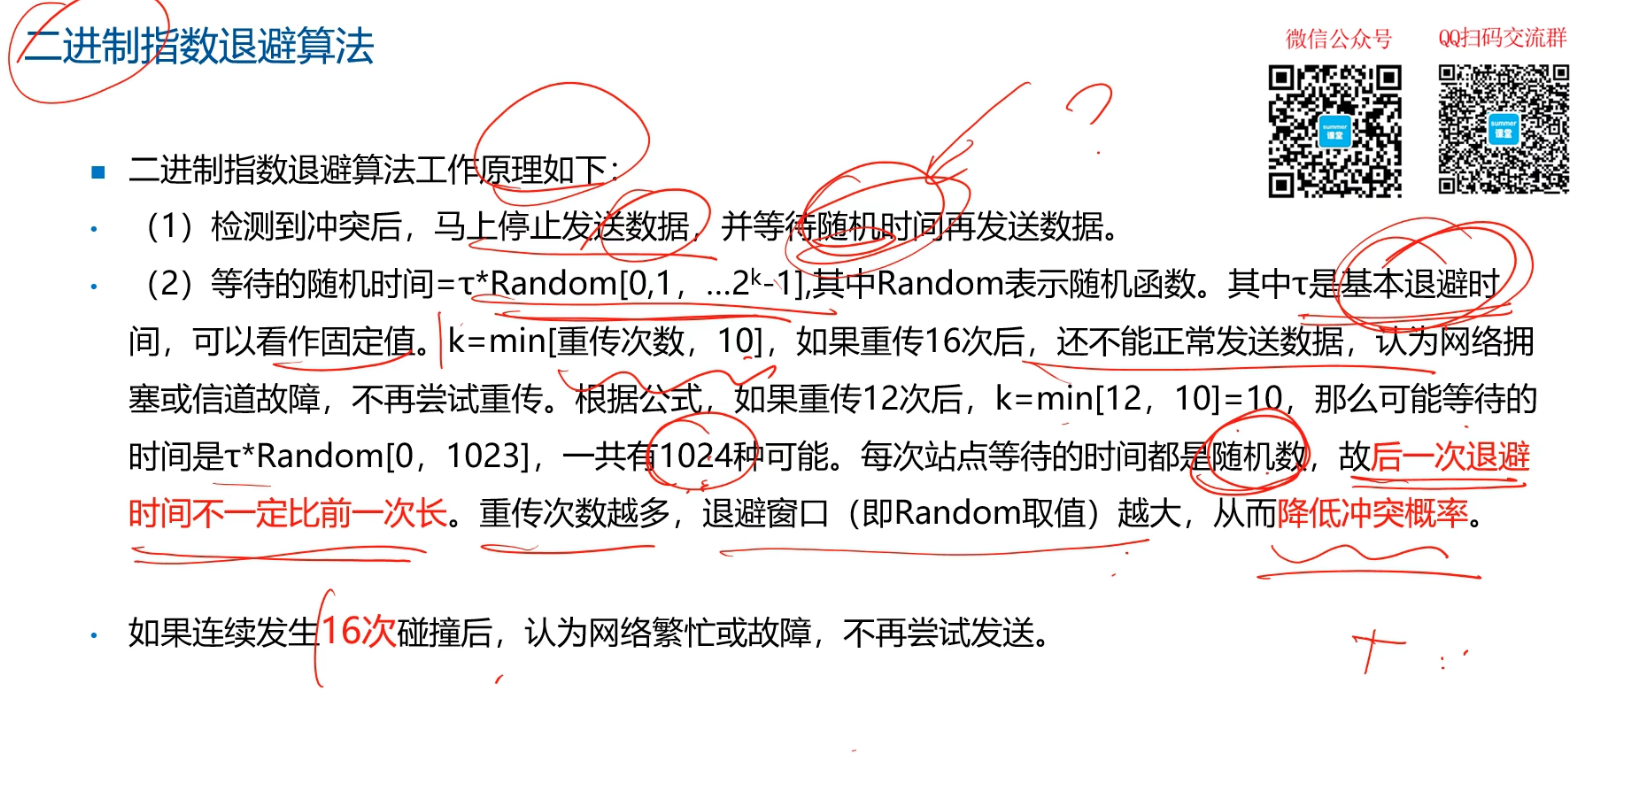 二进制指数退避算法
微信公众号
QQ扫码交流群
summer
课堂
summer
课堂
■ 二进制指数退避算法工作原理如下：
• （1）检测到冲突后，马上停止发送数据，并等待随机时间再发送数据。
• （2）等待的随机时间=τ*Random[0,1，…2ᵏ-1],其中Random表示随机函数。其中τ是基本退避时
间，可以看作固定值。k=min[重传次数，10]，如果重传16次后，还不能正常发送数据，认为网络拥
塞或信道故障，不再尝试重传。根据公式，如果重传12次后，k=min[12，10]=10，那么可能等待的
时间是τ*Random[0，1023]，一共有1024种可能。每次站点等待的时间都是随机数，故后一次退避
时间不一定比前一次长。重传次数越多，退避窗口（即Random取值）越大，从而降低冲突概率。
• 如果连续发生16次碰撞后，认为网络繁忙或故障，不再尝试发送。